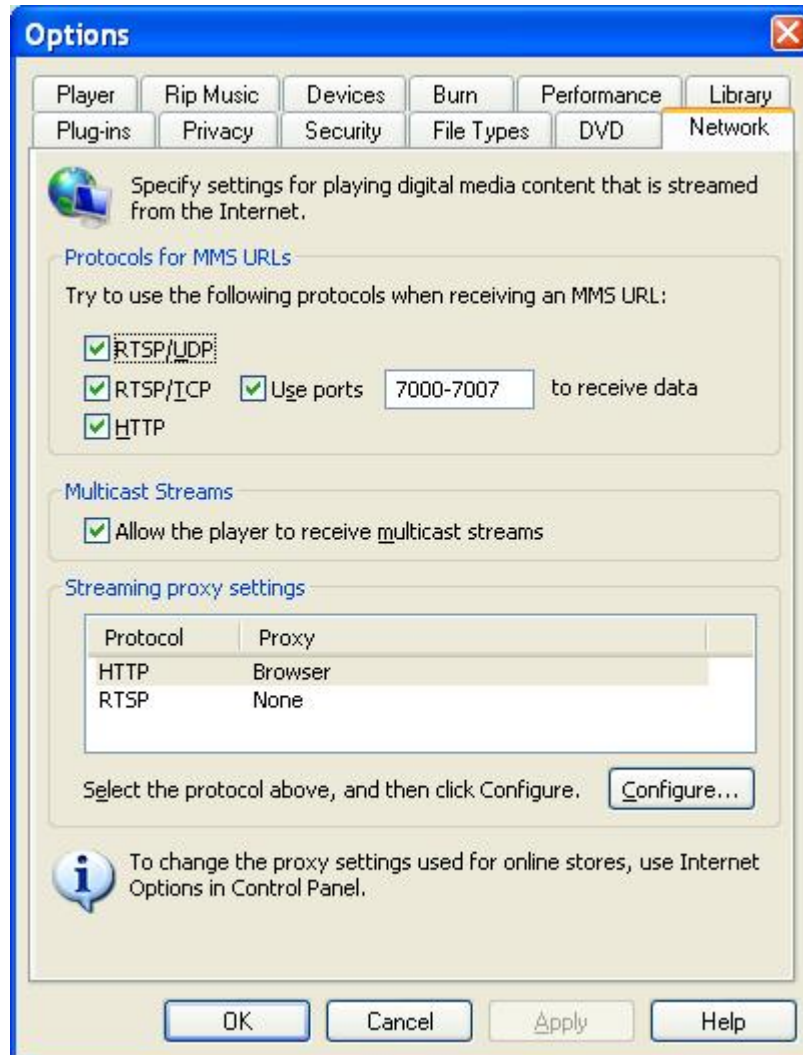 Options
Player Rip Music Devices Burn Performance Library
Plug-ins Privacy Security File Types DVD Network
Specify settings for playing digital media content that is streamed
from the Internet.
Protocols for MMS URLs
Try to use the following protocols when receiving an MMS URL:
RTSP/UDP
RTSP/TCP Use ports 7000-7007 to receive data
HTTP
Multicast Streams
Allow the player to receive multicast streams
Streaming proxy settings
Protocol Proxy
HTTP Browser
RTSP None
Select the protocol above, and then click Configure. Configure...
To change the proxy settings used for online stores, use Internet
Options in Control Panel.
OK Cancel Apply Help